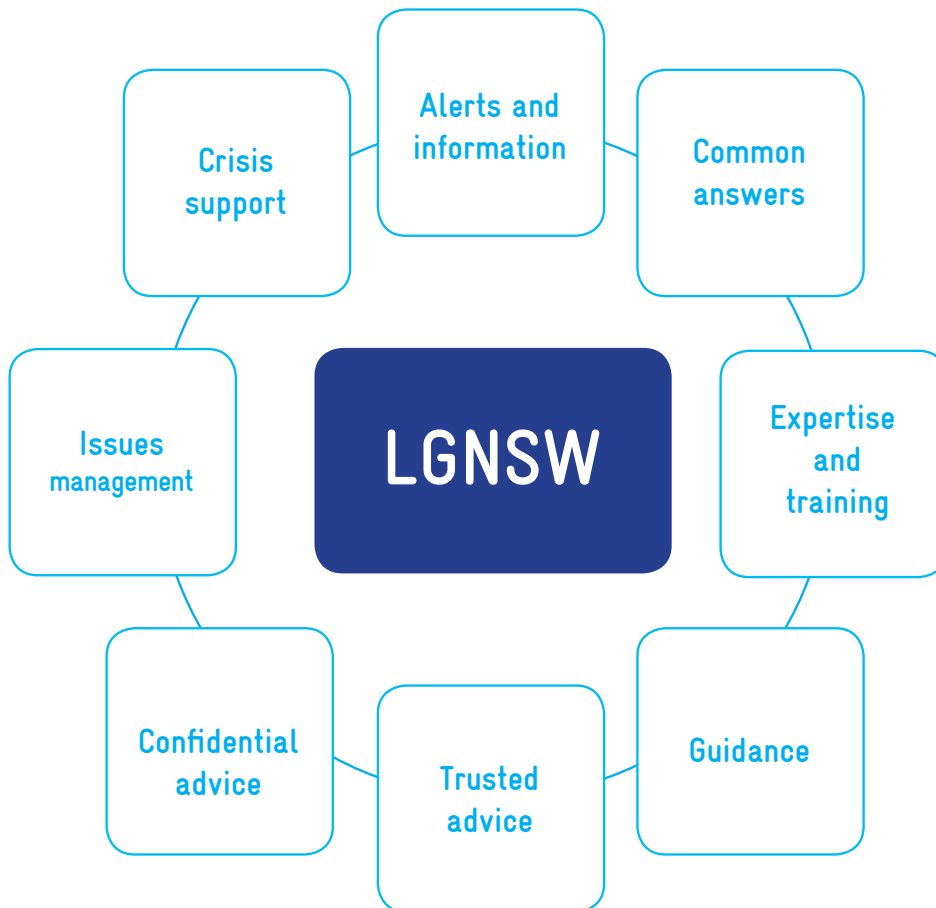 Alerts and
information
Common
answers
Expertise
and
training
Guidance
Trusted
advice
Confidential
advice
Issues
management
Crisis
support
LGNSW